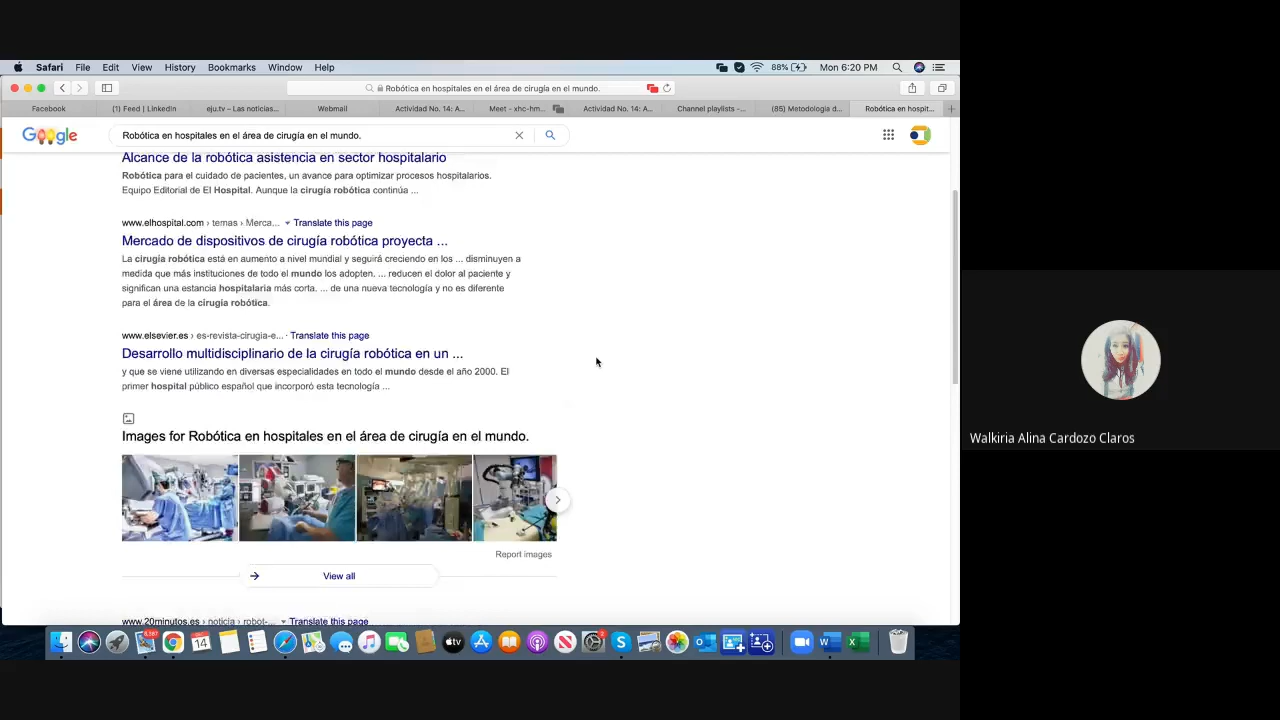 Safari File Edit View History Bookmarks Window Help 88% Mon 6:20 PM
Robótica en hospitales en el área de cirugía en el mundo.
Facebook (1) Feed | LinkedIn eju.tv – Las noticias... Webmail Actividad No. 14: A... Meet – xhc-hm... Actividad No. 14: A... Channel playlists -... (85) Metodología d... Robótica en hospit...
Google Robótica en hospitales en el área de cirugía en el mundo.
Alcance de la robótica asistencia en sector hospitalario
Robótica para el cuidado de pacientes, un avance para optimizar procesos hospitalarios.
Equipo Editorial de El Hospital. Aunque la cirugía robótica continúa ...
www.elhospital.com › temas › Merca... Translate this page
Mercado de dispositivos de cirugía robótica proyecta ...
La cirugía robótica está en aumento a nivel mundial y seguirá creciendo en los ... disminuyen a
medida que más instituciones de todo el mundo los adopten. ... reducen el dolor al paciente y
significan una estancia hospitalaria más corta. ... de una nueva tecnología y no es diferente
para el área de la cirugía robótica.
www.elsevier.es › es-revista-cirugia-e... · Translate this page
Desarrollo multidisciplinario de la cirugía robótica en un ...
y que se viene utilizando en diversas especialidades en todo el mundo desde el año 2000. El
primer hospital público español que incorporó esta tecnología ...
Images for Robótica en hospitales en el área de cirugía en el mundo.
Report images
View all
www.20minutos.es › noticia › robot-... Translate this page
Walkiria Alina Cardozo Claros